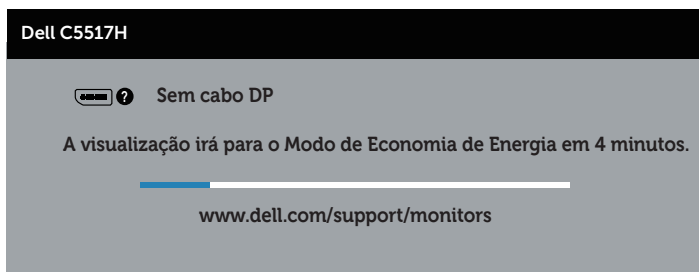 Dell C5517H
? Sem cabo DP
A visualização irá para o Modo de Economia de Energia em 4 minutos.
www.dell.com/support/monitors